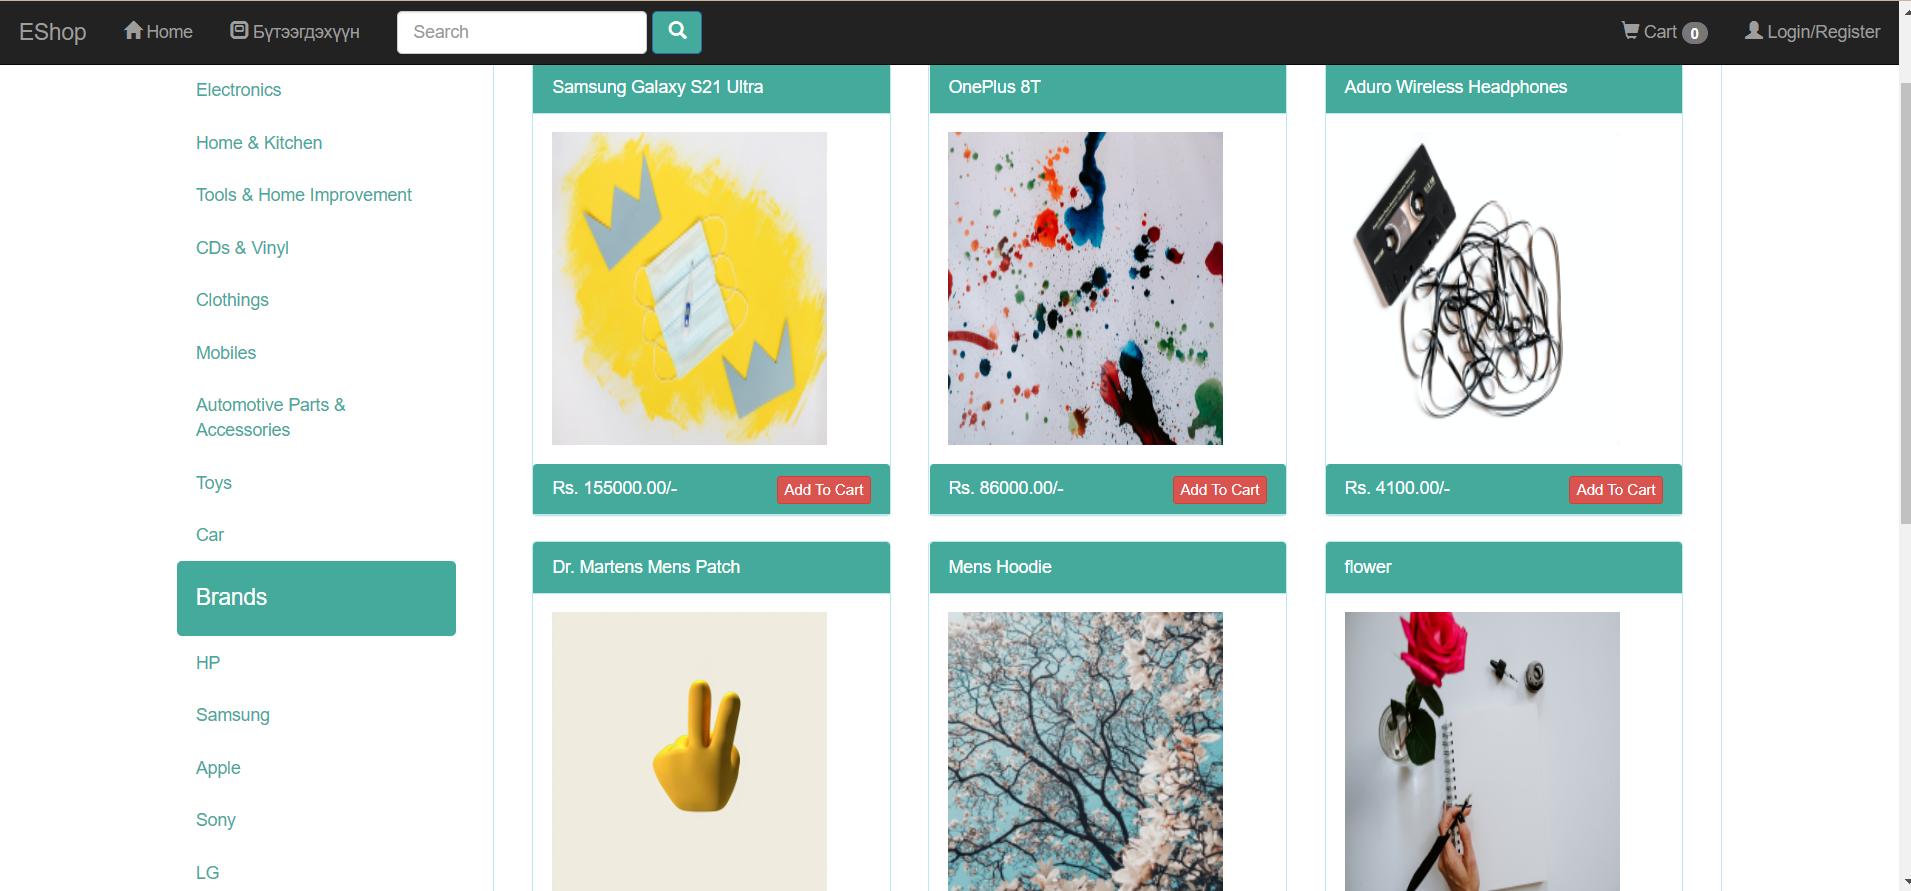 EShop
Home
Бүтээгдэхүүн
Search
Cart 0
Login/Register
Electronics
Home & Kitchen
Tools & Home Improvement
CDs & Vinyl
Clothings
Mobiles
Automotive Parts &
Accessories
Toys
Car
Brands
HP
Samsung
Apple
Sony
LG
Samsung Galaxy S21 Ultra
Rs. 155000.00/-
Add To Cart
OnePlus 8T
Rs. 86000.00/-
Add To Cart
Aduro Wireless Headphones
Rs. 4100.00/-
Add To Cart
Dr. Martens Mens Patch
Mens Hoodie
flower